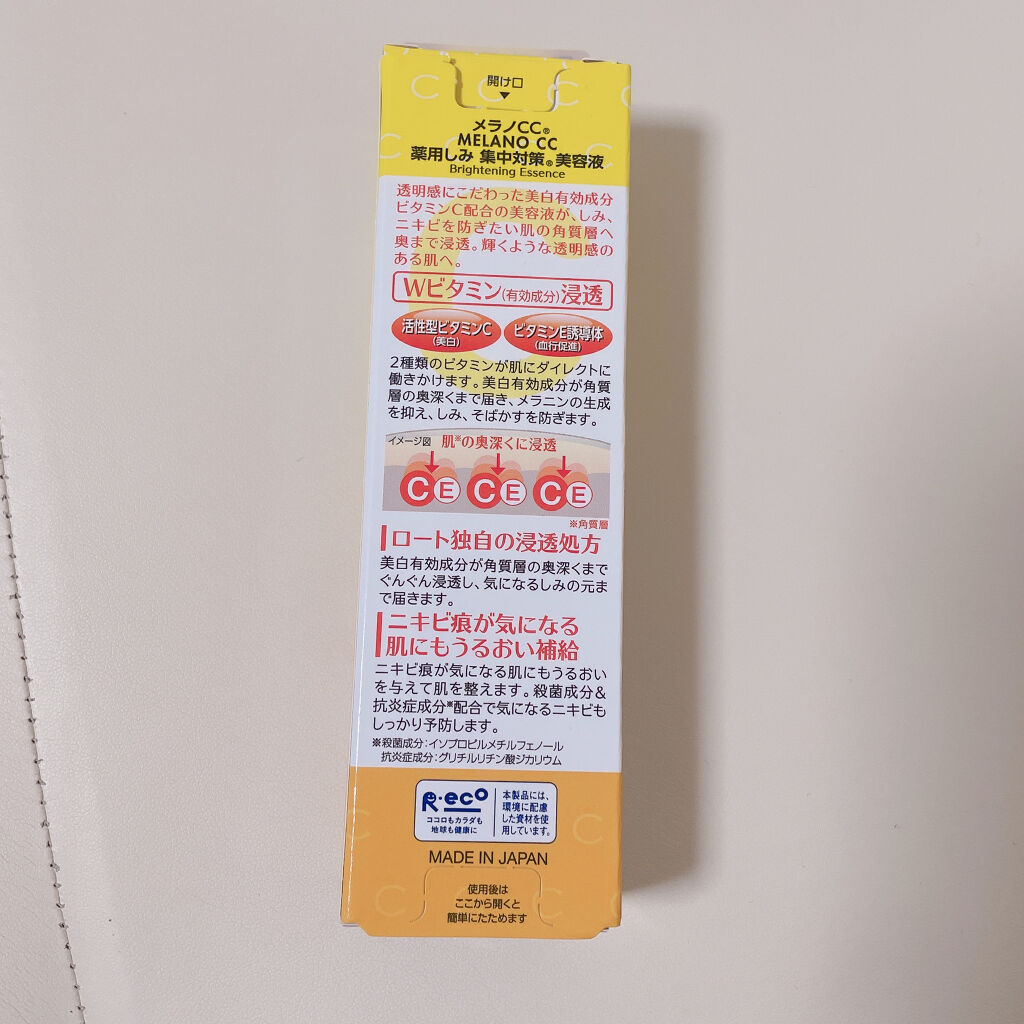 開け口
▼
メラノCC®
MELANO CC
薬用しみ 集中対策®美容液
Brightening Essence
透明感にこだわった美白有効成分
ビタミンC配合の美容液が、しみ、
ニキビを防ぎたい肌の角質層へ
奥まで浸透。輝くような透明感の
ある肌へ。
Wビタミン(有効成分)浸透
活性型ビタミンC
(美白)
ビタミンE誘導体
(血行促進)
2種類のビタミンが肌にダイレクトに
働きかけます。美白有効成分が角質
層の奥深くまで届き、メラニンの生成
を抑え、しみ、そばかすを防ぎます。
イメージ図 肌※の奥深くに浸透
C E C E C E
※角質層
ロート独自の浸透処方
美白有効成分が角質層の奥深くまで
ぐんぐん浸透し、気になるしみの元ま
で届きます。
ニキビ痕が気になる
肌にもうるおい補給
ニキビ痕が気になる肌にもうるおい
を与えて肌を整えます。殺菌成分&
抗炎症成分※配合で気になるニキビも
しっかり予防します。
※殺菌成分:イソプロピルメチルフェノール
抗炎症成分:グリチルリチン酸ジカリウム
R・eco
ココロもカラダも
地球も健康に
本製品には、
環境に配慮
した資材を使
用しています。
MADE IN JAPAN
使用後は
ここから開くと
簡単にたためます